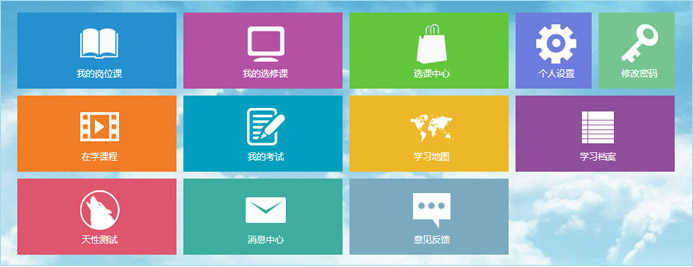 我的岗位课
我的选修课
选课中心
个人设置
修改密码
在学课程
我的考试
学习地图
学习档案
天性测试
消息中心
意见反馈